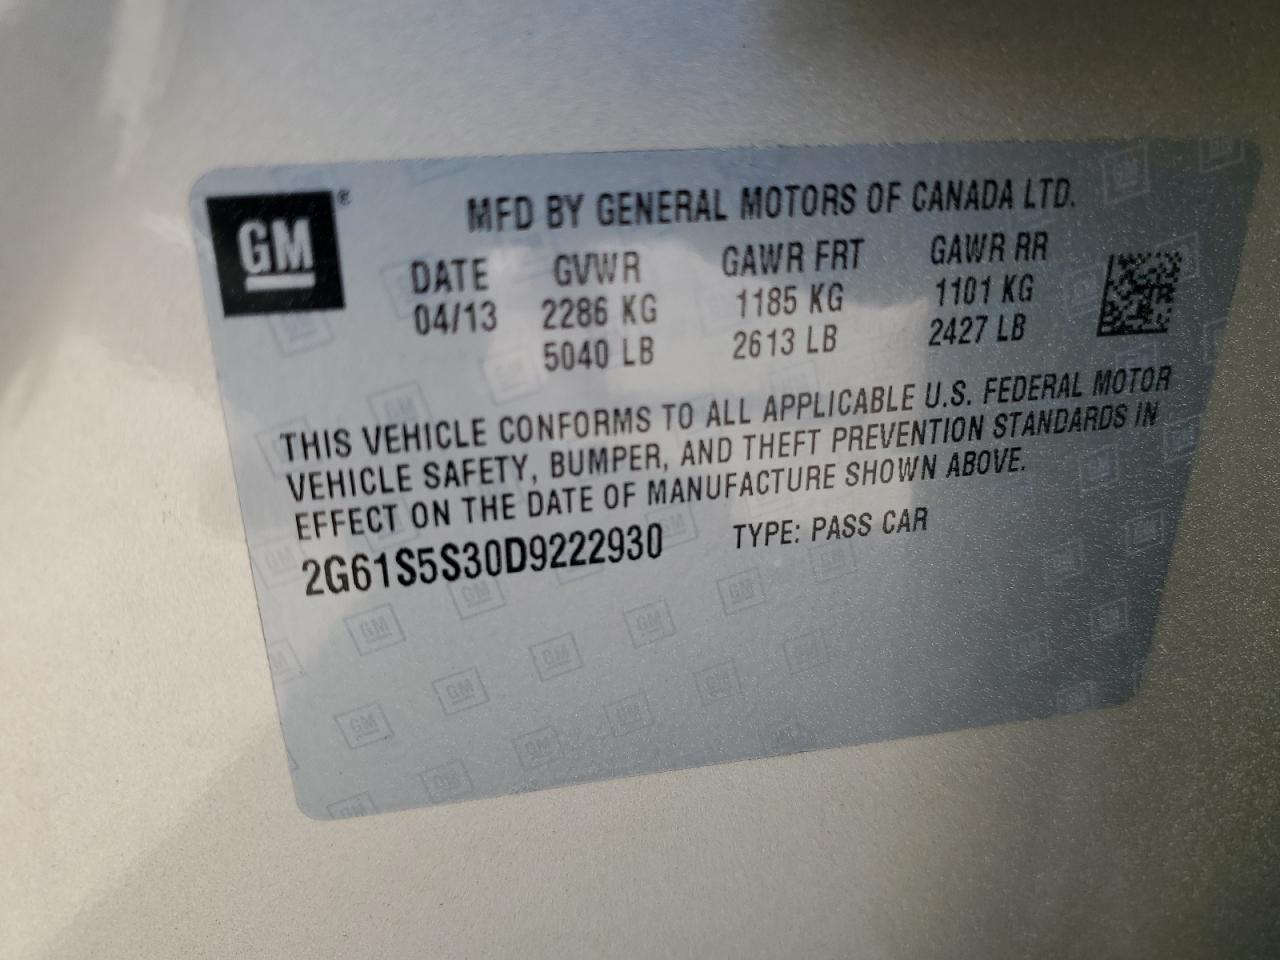 GM ®
MFD BY GENERAL MOTORS OF CANADA LTD.
DATE GVWR GAWR FRT GAWR RR
04/13 2286 KG 1185 KG 1101 KG
5040 LB 2613 LB 2427 LB
THIS VEHICLE CONFORMS TO ALL APPLICABLE U.S. FEDERAL MOTOR
VEHICLE SAFETY, BUMPER, AND THEFT PREVENTION STANDARDS IN
EFFECT ON THE DATE OF MANUFACTURE SHOWN ABOVE.
2G61S5S30D9222930 TYPE: PASS CAR